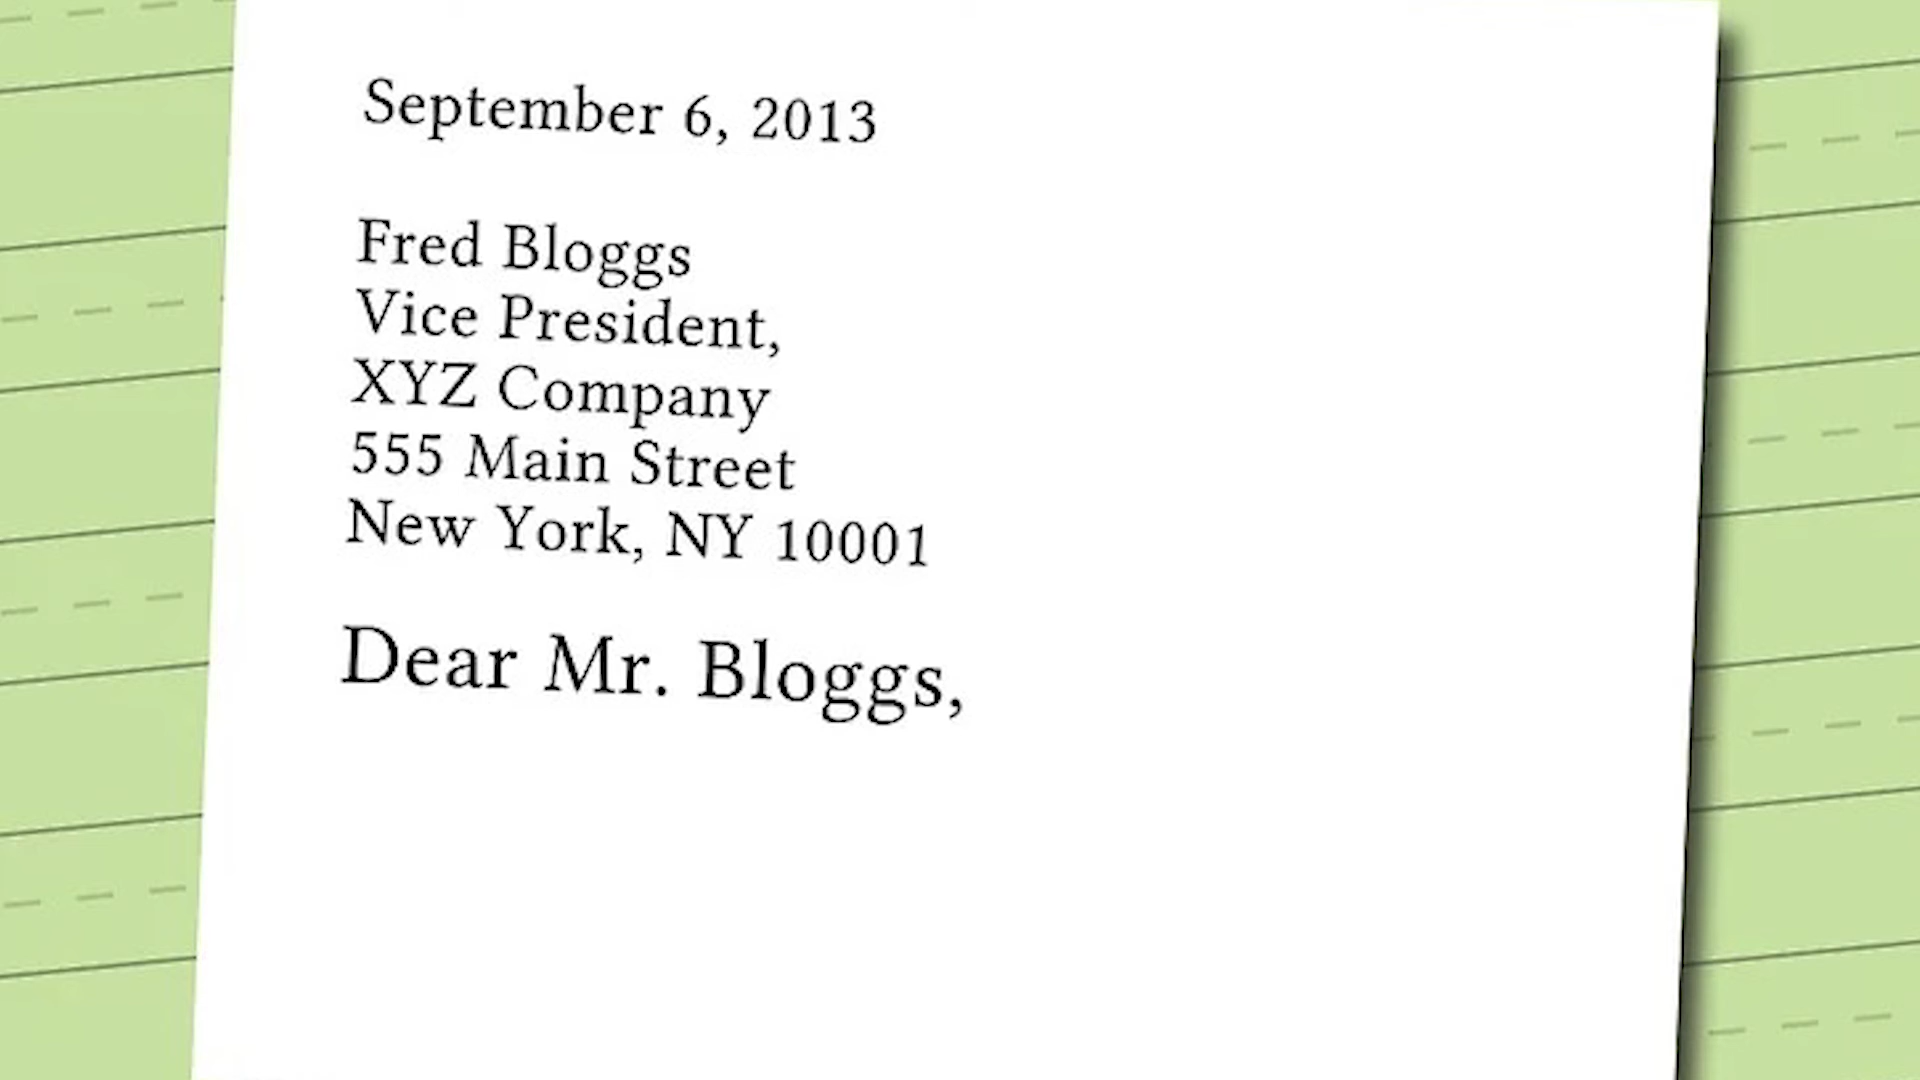 September 6, 2013
Fred Bloggs
Vice President,
XYZ Company
555 Main Street
New York, NY 10001
Dear Mr. Bloggs,